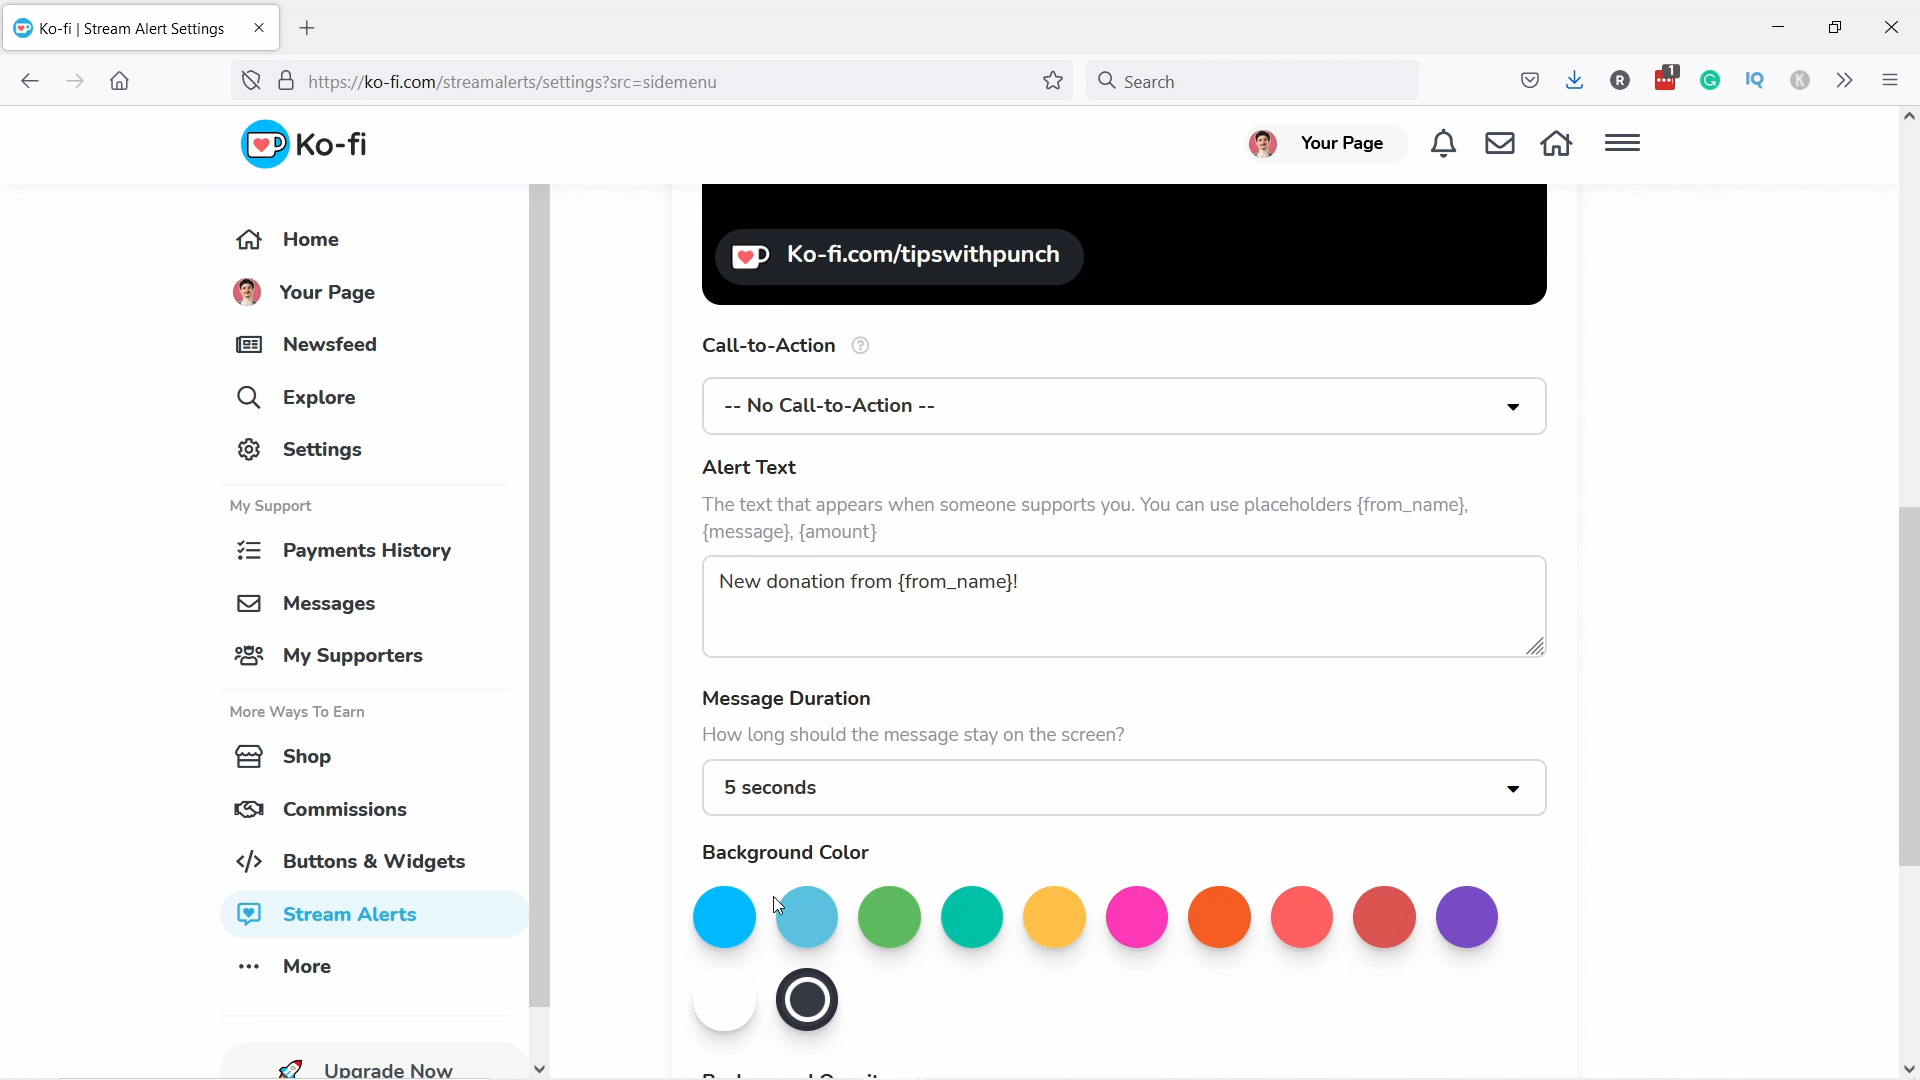 Ko-fi | Stream Alert Settings
https://ko-fi.com/streamalerts/settings?src=sidemenu
Search
R
1
G
IQ
K
Ko-fi
Your Page
Home
Your Page
Newsfeed
Explore
Settings
My Support
Payments History
Messages
My Supporters
More Ways To Earn
Shop
Commissions
Buttons & Widgets
Stream Alerts
More
Upgrade Now
Ko-fi.com/tipswithpunch
Call-to-Action ?
-- No Call-to-Action --
Alert Text
The text that appears when someone supports you. You can use placeholders {from_name},
{message}, {amount}
New donation from {from_name}!
Message Duration
How long should the message stay on the screen?
5 seconds
Background Color